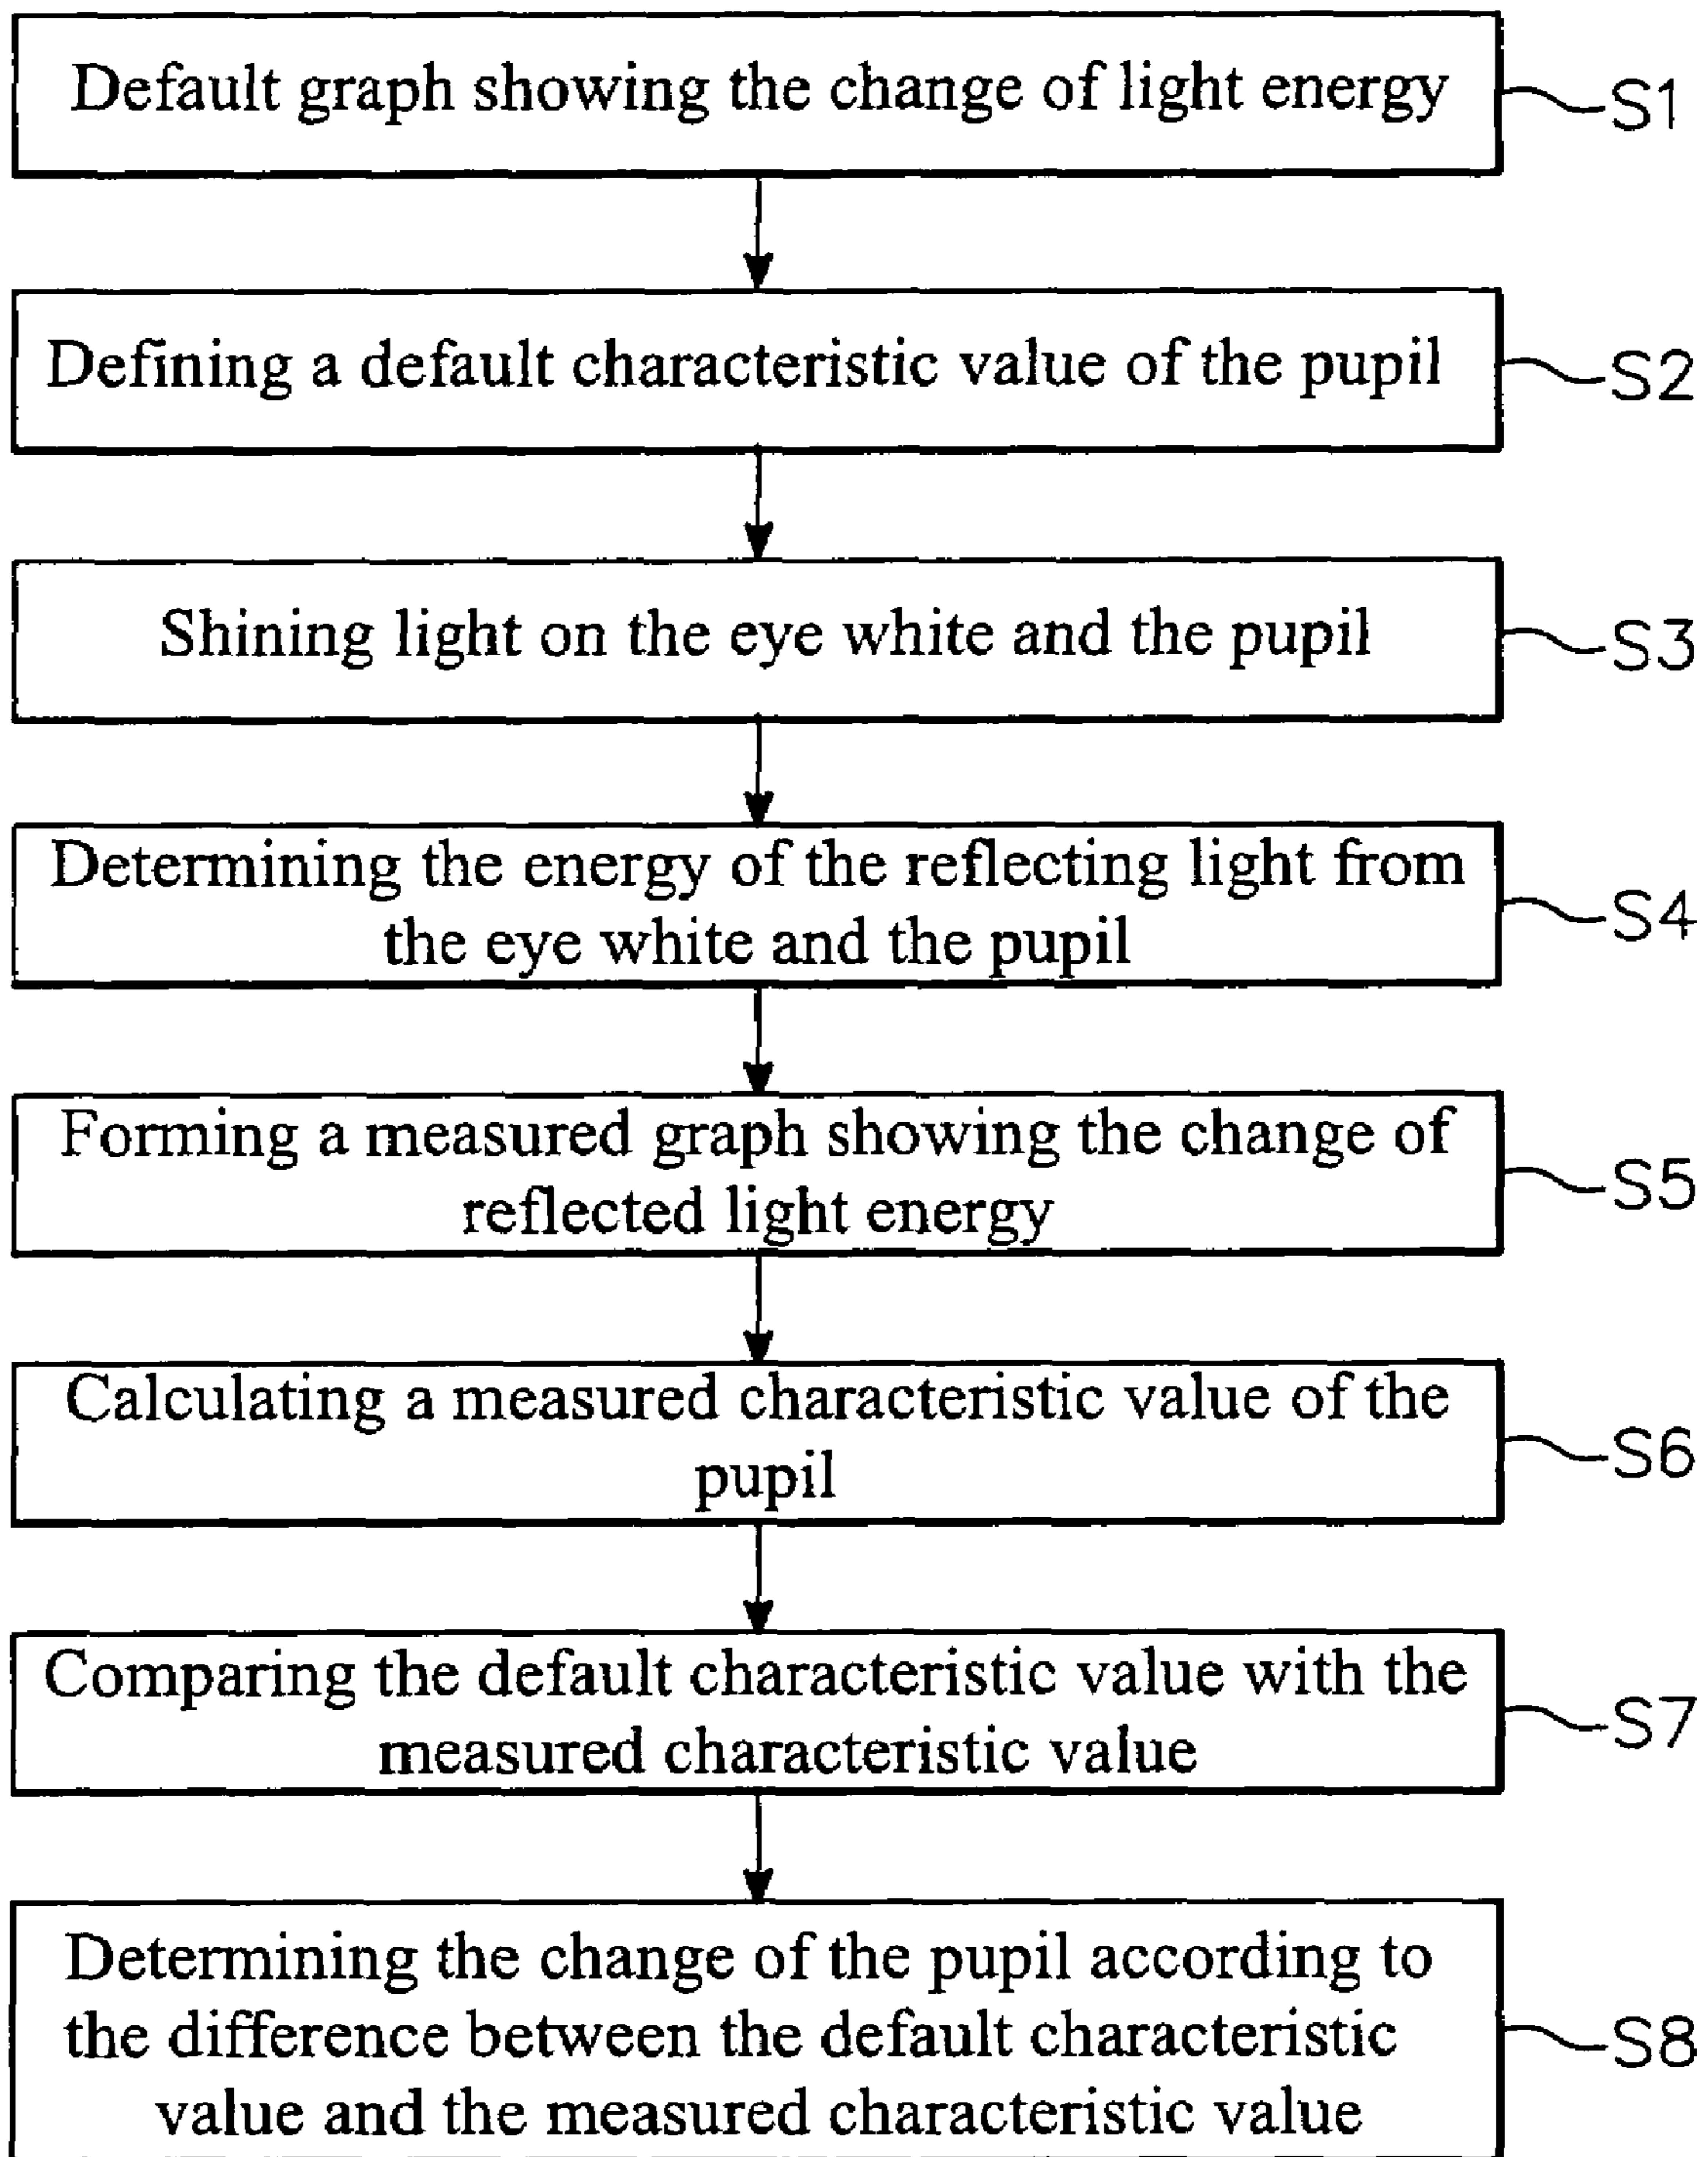 Default graph showing the change of light energy
S1
Defining a default characteristic value of the pupil
S2
Shining light on the eye white and the pupil
S3
Determining the energy of the reflecting light from
the eye white and the pupil
S4
Forming a measured graph showing the change of
reflected light energy
S5
Calculating a measured characteristic value of the
pupil
S6
Comparing the default characteristic value with the
measured characteristic value
S7
Determining the change of the pupil according to
the difference between the default characteristic
value and the measured characteristic value
S8